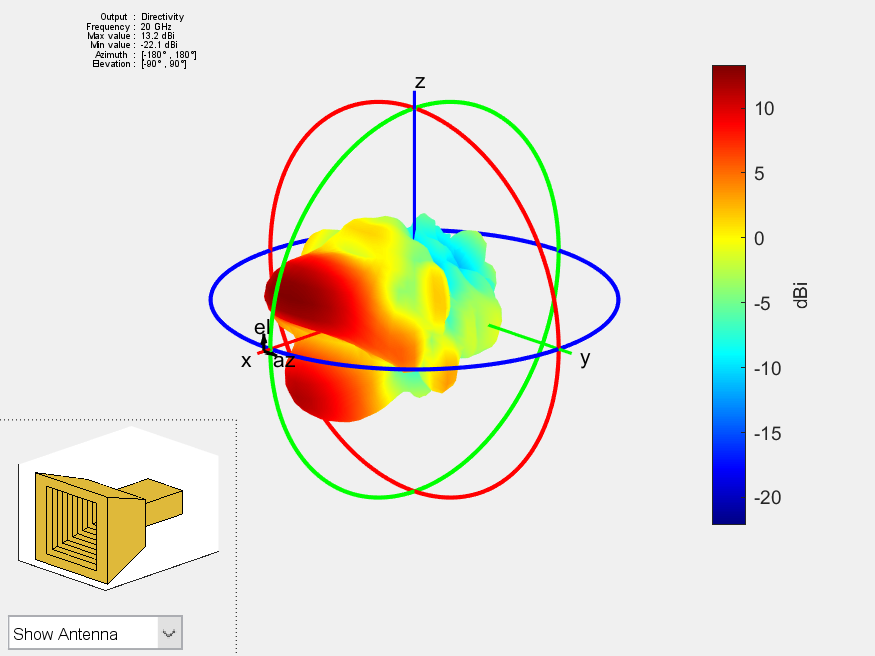 Output : Directivity
Frequency : 20 GHz
Max value : 13.2 dBi
Min value : -22.1 dBi
Azimuth : [-180° , 180°]
Elevation : [-90° , 90°]
z
10
5
0
-5
-10
-15
-20
dBi
el
x
az
y
Show Antenna